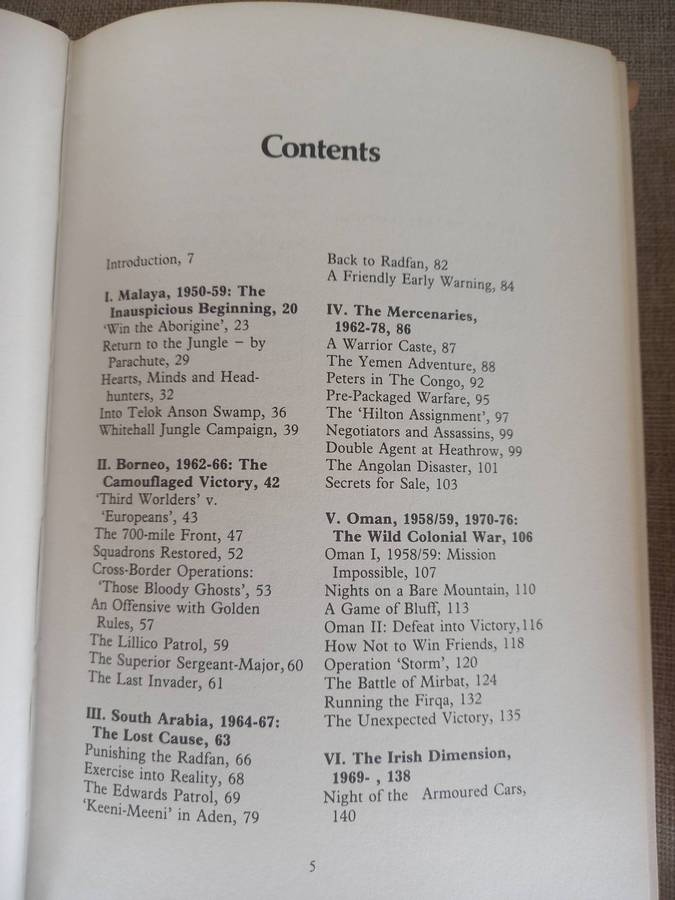 Contents
Introduction, 7
I. Malaya, 1950-59: The
Inauspicious Beginning, 20
‘Win the Aborigine’, 23
Return to the Jungle – by
Parachute, 29
Hearts, Minds and Head-
hunters, 32
Into Telok Anson Swamp, 36
Whitehall Jungle Campaign, 39
II. Borneo, 1962-66: The
Camouflaged Victory, 42
‘Third Worlders’ v.
‘Europeans’, 43
The 700-mile Front, 47
Squadrons Restored, 52
Cross-Border Operations:
‘Those Bloody Ghosts’, 53
An Offensive with Golden
Rules, 57
The Lillico Patrol, 59
The Superior Sergeant-Major, 60
The Last Invader, 61
III. South Arabia, 1964-67:
The Lost Cause, 63
Punishing the Radfan, 66
Exercise into Reality, 68
The Edwards Patrol, 69
‘Keeni-Meeni’ in Aden, 79
Back to Radfan, 82
A Friendly Early Warning, 84
IV. The Mercenaries,
1962-78, 86
A Warrior Caste, 87
The Yemen Adventure, 88
Peters in The Congo, 92
Pre-Packaged Warfare, 95
The ‘Hilton Assignment’, 97
Negotiators and Assassins, 99
Double Agent at Heathrow, 99
The Angolan Disaster, 101
Secrets for Sale, 103
V. Oman, 1958/59, 1970-76:
The Wild Colonial War, 106
Oman I, 1958/59: Mission
Impossible, 107
Nights on a Bare Mountain, 110
A Game of Bluff, 113
Oman II: Defeat into Victory,116
How Not to Win Friends, 118
Operation ‘Storm’, 120
The Battle of Mirbat, 124
Running the Firqa, 132
The Unexpected Victory, 135
VI. The Irish Dimension,
1969- , 138
Night of the Armoured Cars,
140
5